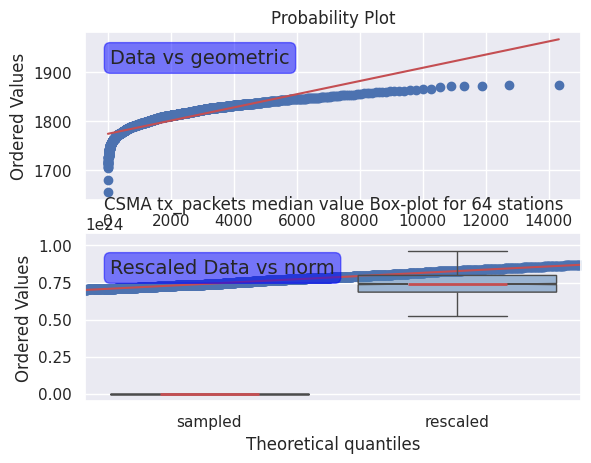 Probability Plot
Data vs geometric
Ordered Values
1900
1800
1700
CSMA tx_packets median value Box-plot for 64 stations
0 2000 4000 6000 8000 10000 12000 14000
1e24
Rescaled Data vs norm
Ordered Values
1.00
0.75
0.50
0.25
0.00
sampled rescaled
Theoretical quantiles